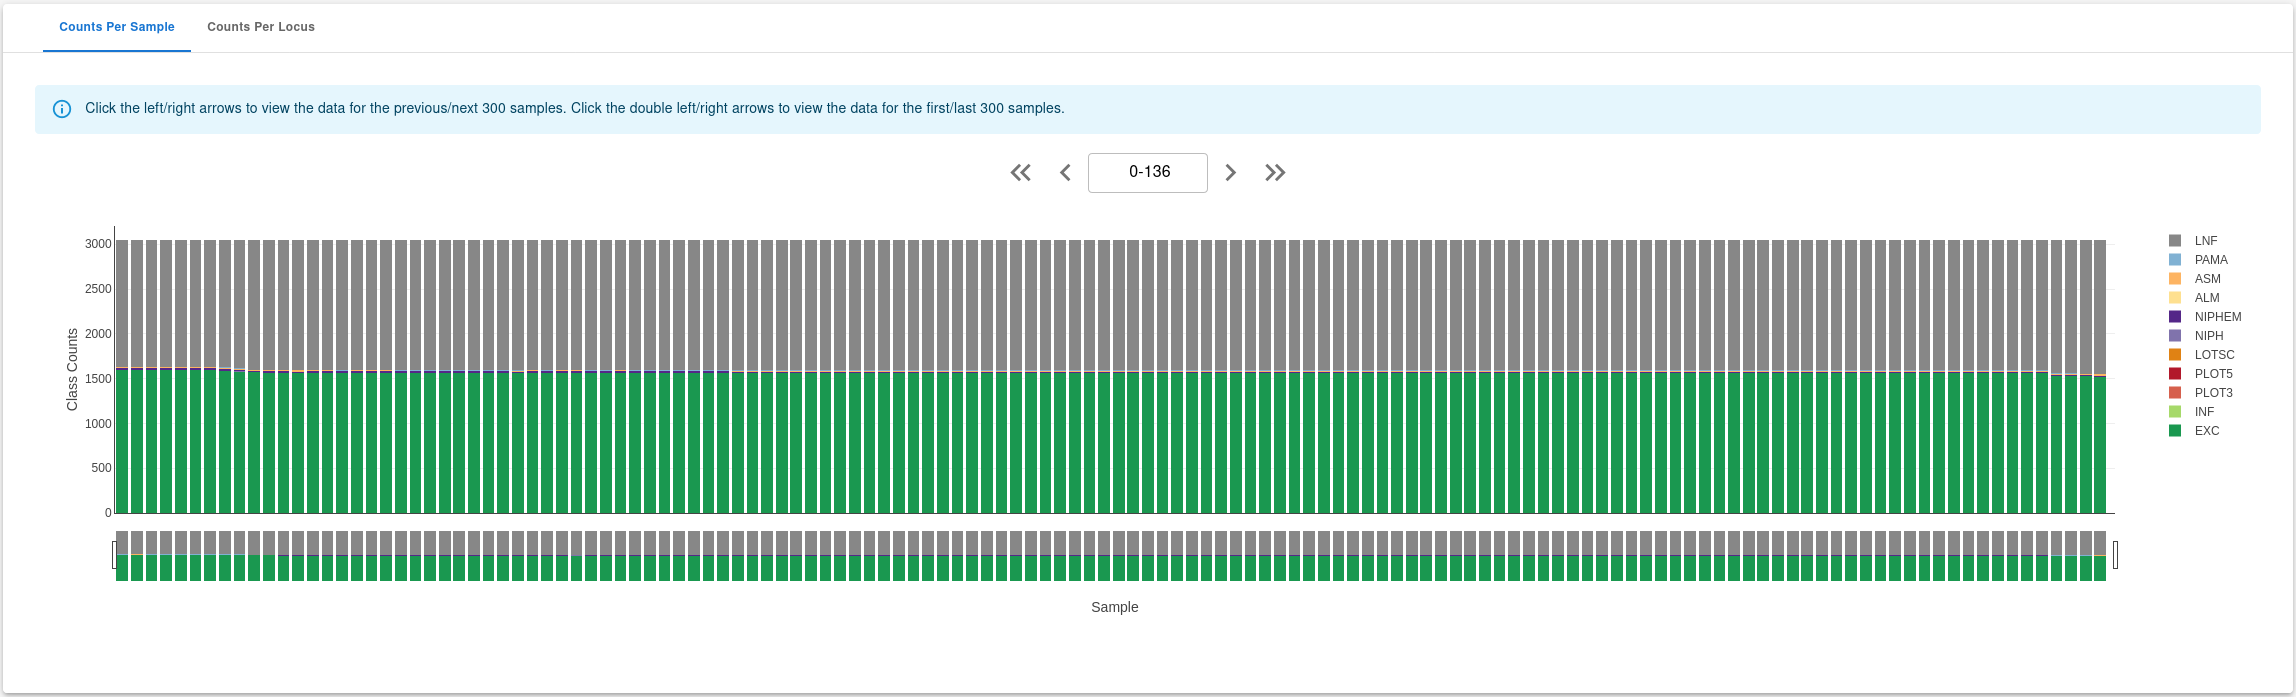 Counts Per Sample Counts Per Locus
Click the left/right arrows to view the data for the previous/next 300 samples. Click the double left/right arrows to view the data for the first/last 300 samples.
0-136
Class Counts
3000
2500
2000
1500
1000
500
0
Sample
LNF
PAMA
ASM
ALM
NIPHEM
NIPH
LOTSC
PLOT5
PLOT3
INF
EXC